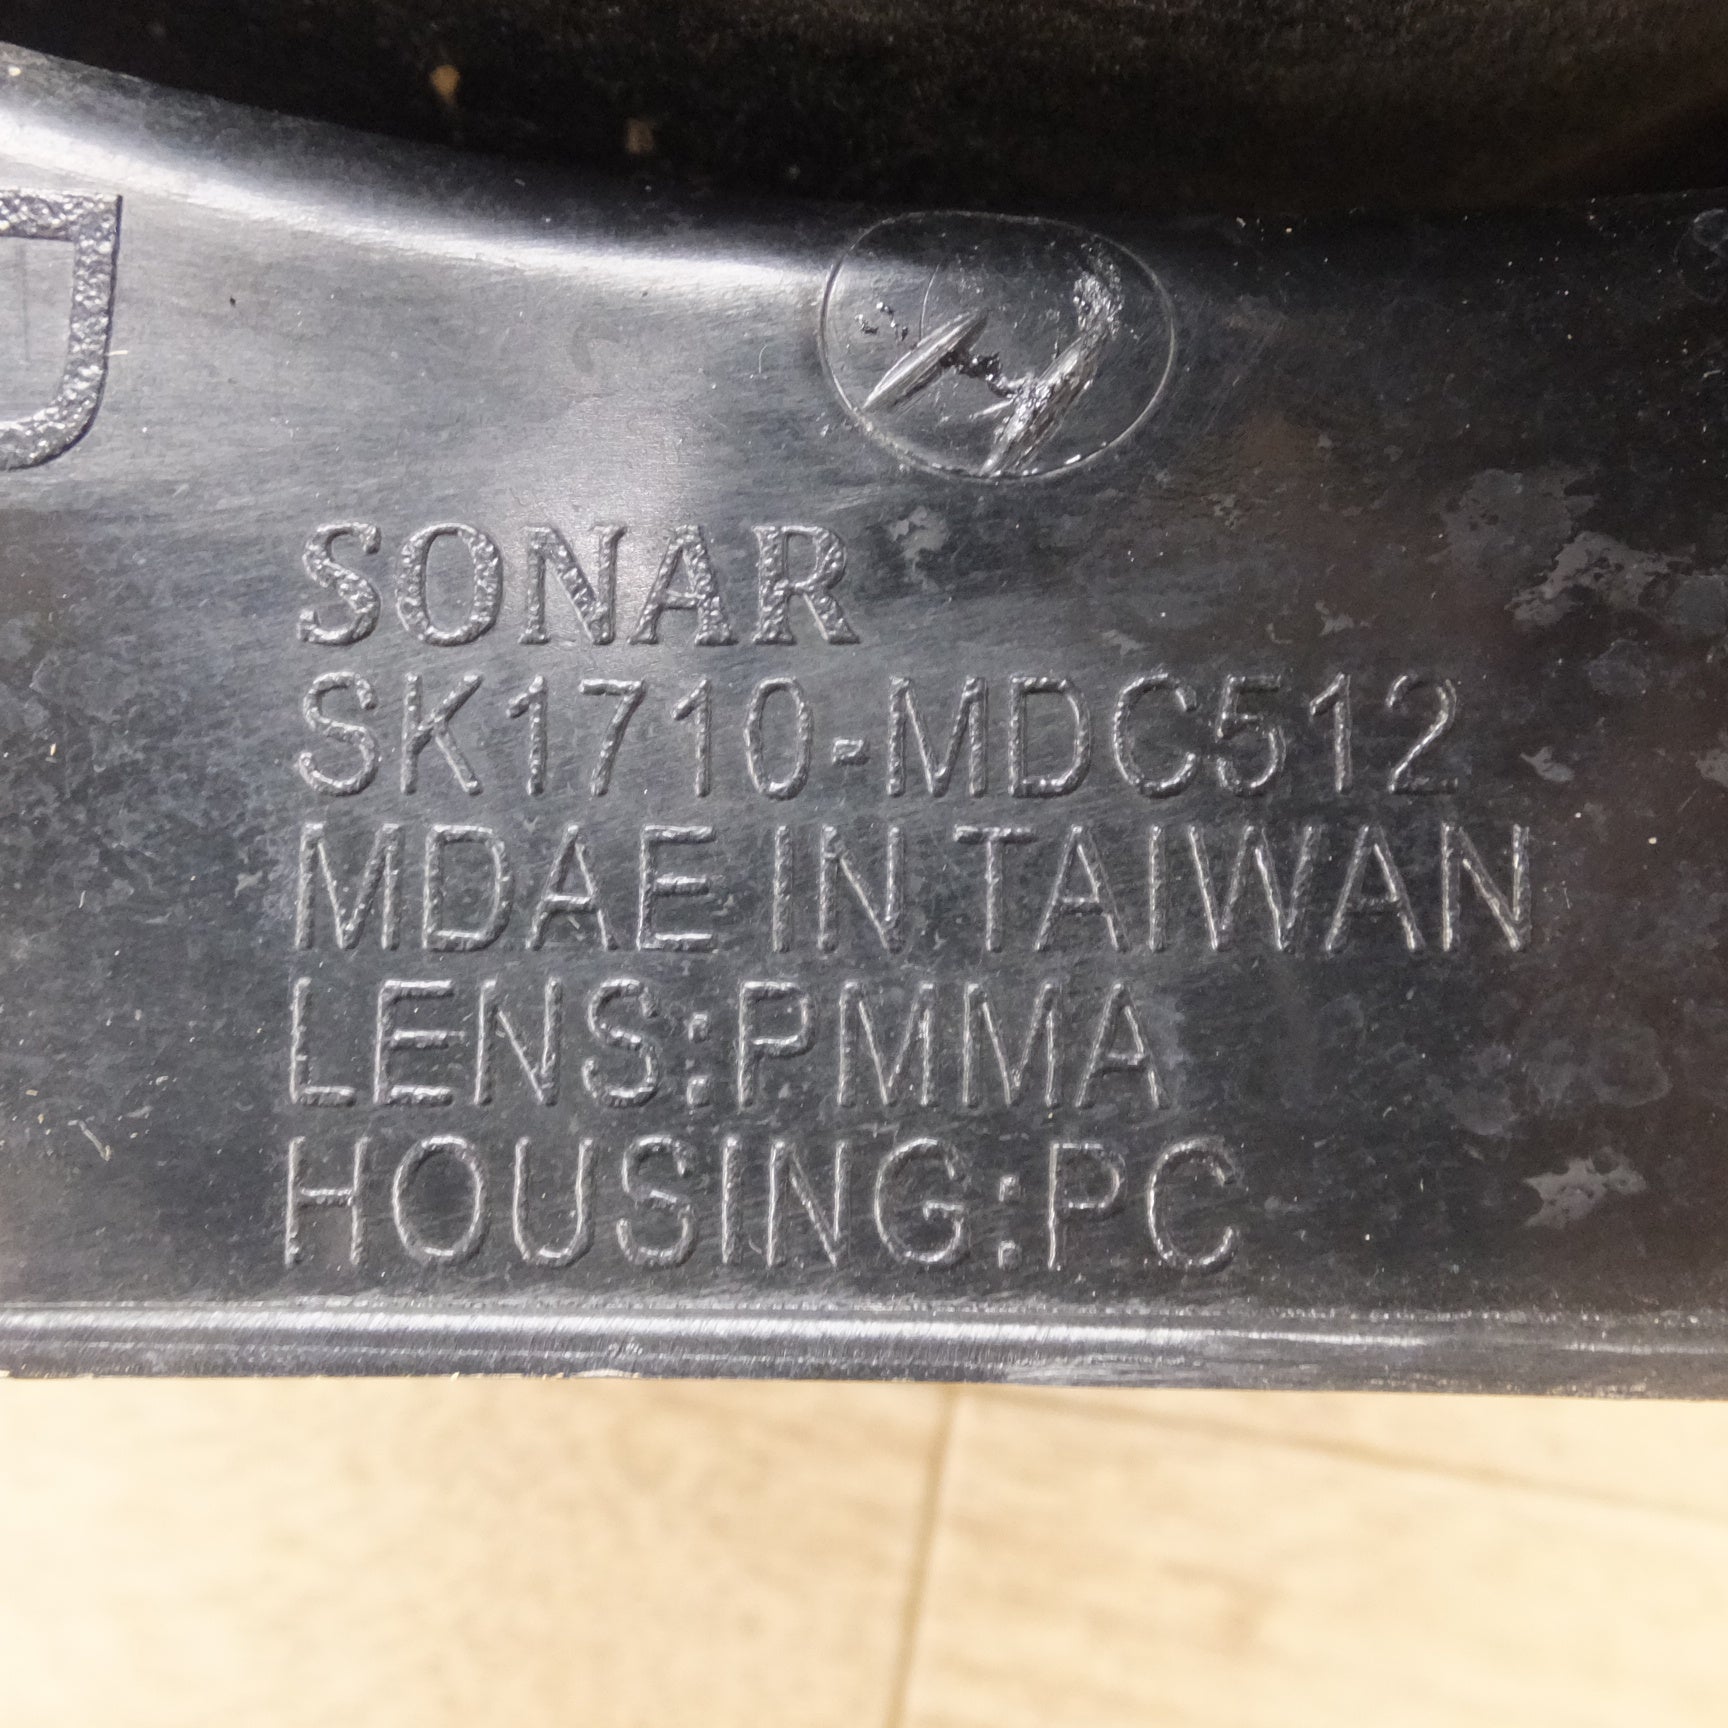 SONAR
SK1710-MDC512
MDAE IN TAIWAN
LENS:PMMA
HOUSING:PC